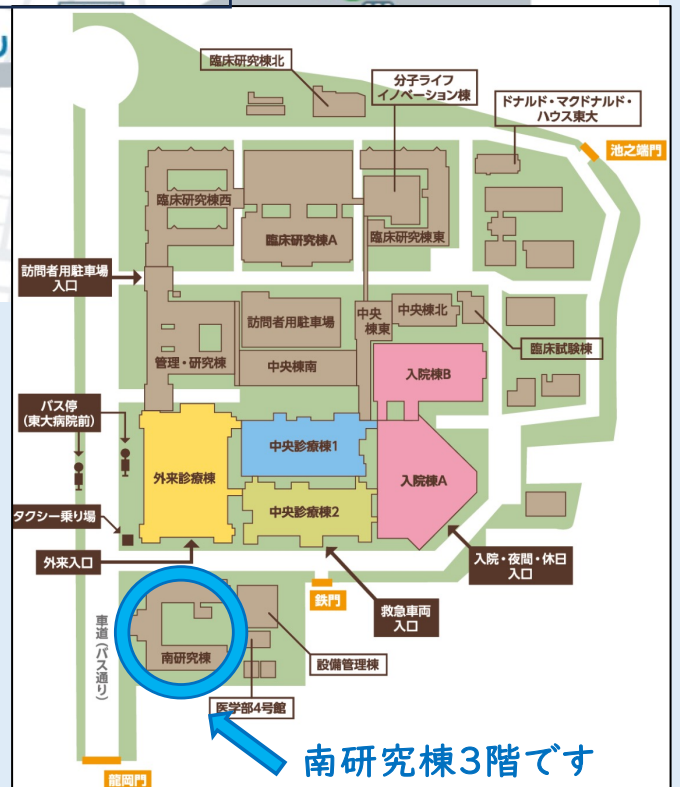 臨床研究棟北
分子ライフ
イノベーション棟
ドナルド・マクドナルド・
ハウス東大
池之端門
臨床研究棟西
臨床研究棟A
臨床研究棟東
訪問者用駐車場
入口
訪問者用駐車場
中央
棟東
中央棟北
臨床試験棟
管理・研究棟
中央棟南
入院棟B
バス停
(東大病院前)
外来診療棟
中央診療棟1
中央診療棟2
入院棟A
タクシー乗り場
外来入口
入院・夜間・休日
入口
鉄門
救急車両
入口
車道(バス通り)
南研究棟
設備管理棟
医学部4号館
南研究棟3階です
龍岡門